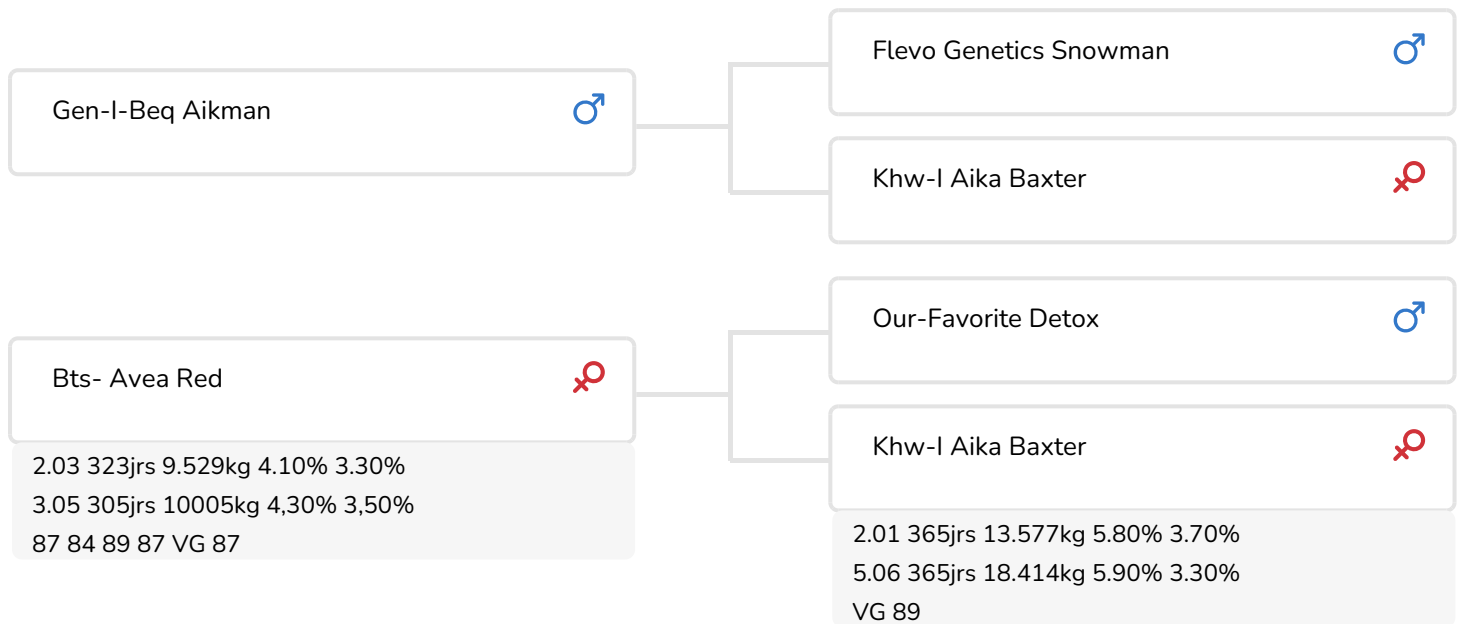 Flevo Genetics Snowman
Gen-I-Beq Aikman
Khw-I Aika Baxter
Our-Favorite Detox
Bts- Avea Red
2.03 323jrs 9.529kg 4.10% 3.30%
3.05 305jrs 10005kg 4,30% 3,50%
87 84 89 87 VG 87
Khw-I Aika Baxter
2.01 365jrs 13.577kg 5.80% 3.70%
5.06 365jrs 18.414kg 5.90% 3.30%
VG 89